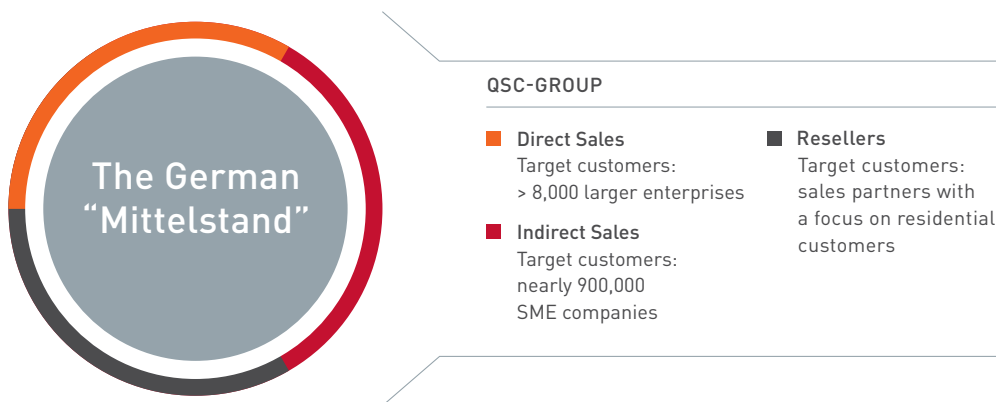 The German
“Mittelstand”
QSC-GROUP
Direct Sales
Target customers:
> 8,000 larger enterprises
Indirect Sales
Target customers:
nearly 900,000
SME companies
Resellers
Target customers:
sales partners with
a focus on residential
customers